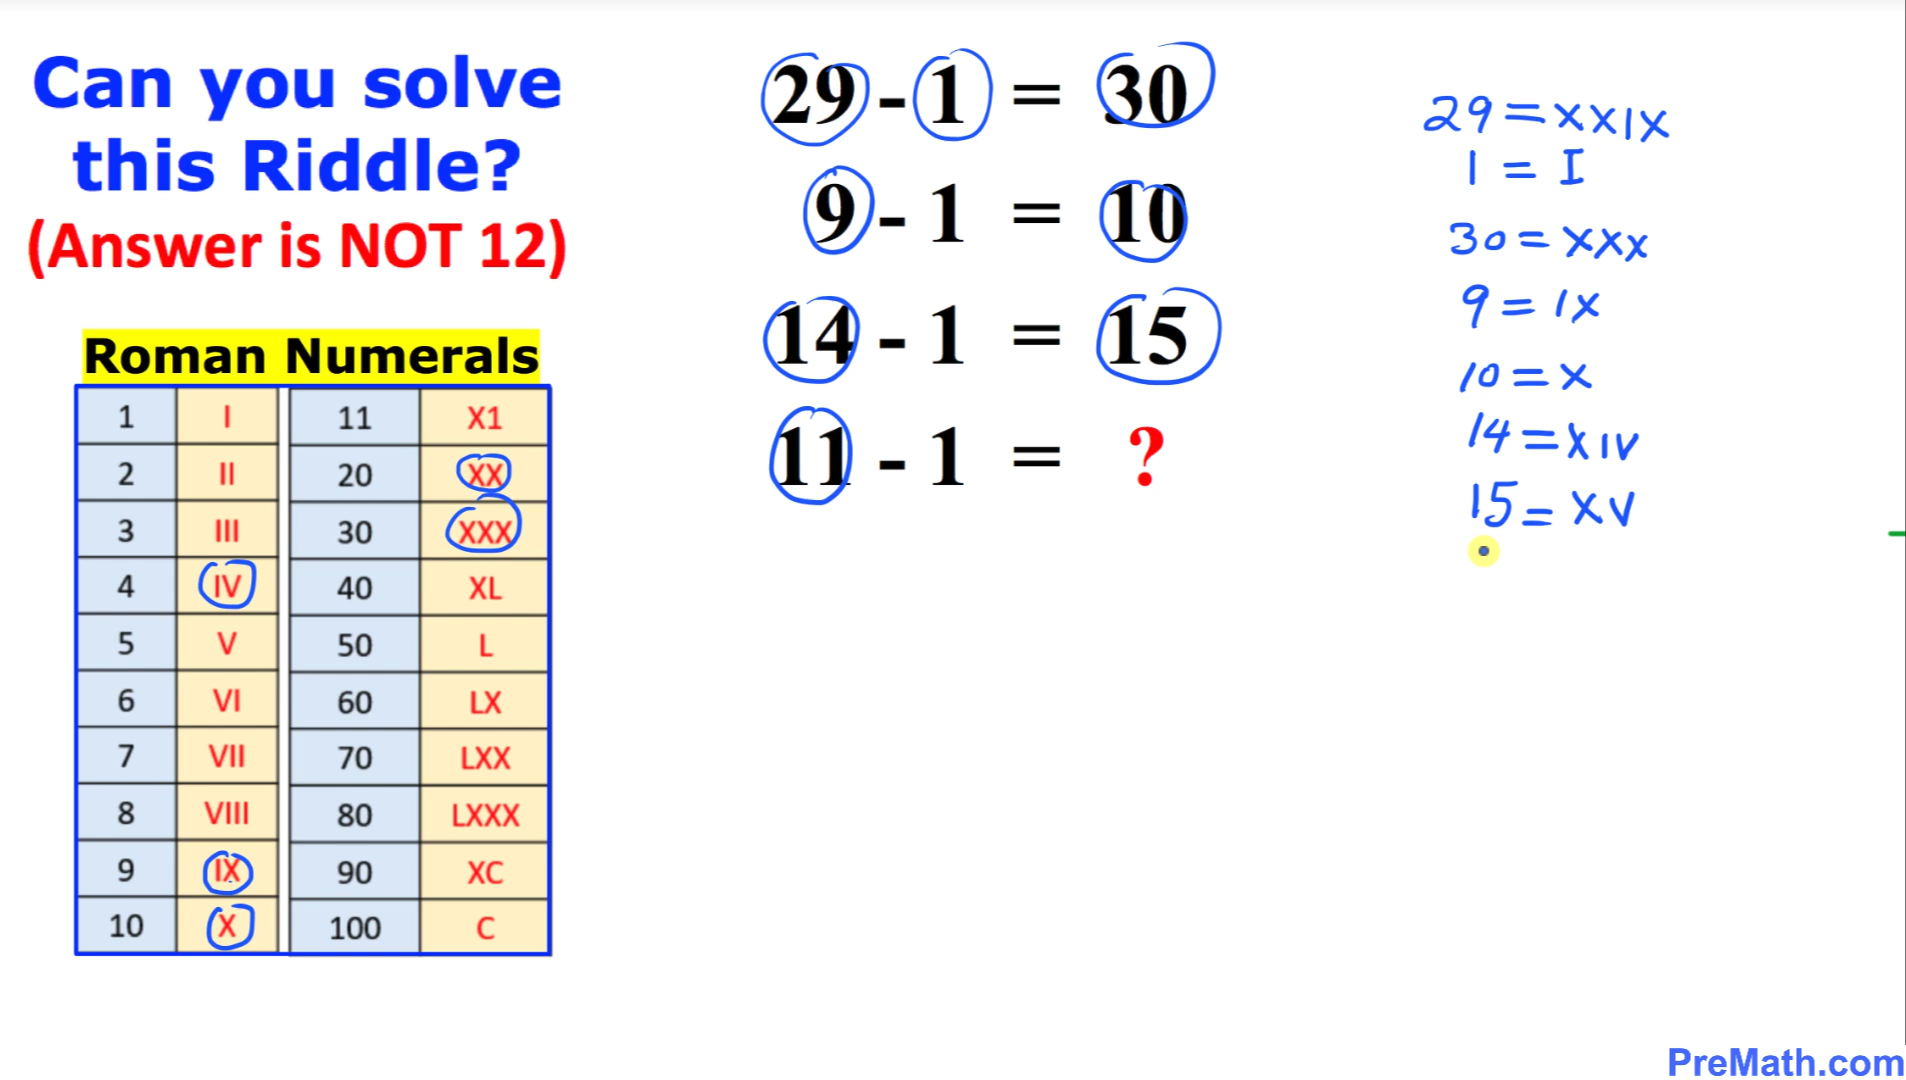 Can you solve
this Riddle?
(Answer is NOT 12)
Roman Numerals
1 I 11 X1
2 II 20 XX
3 III 30 XXX
4 IV 40 XL
5 V 50 L
6 VI 60 LX
7 VII 70 LXX
8 VIII 80 LXXX
9 IX 90 XC
10 X 100 C
29 - 1 = 30
9 - 1 = 10
14 - 1 = 15
11 - 1 = ?
29 = XXIX
1 = I
30 = XXX
9 = IX
10 = X
14 = XIV
15 = XV
PreMath.com